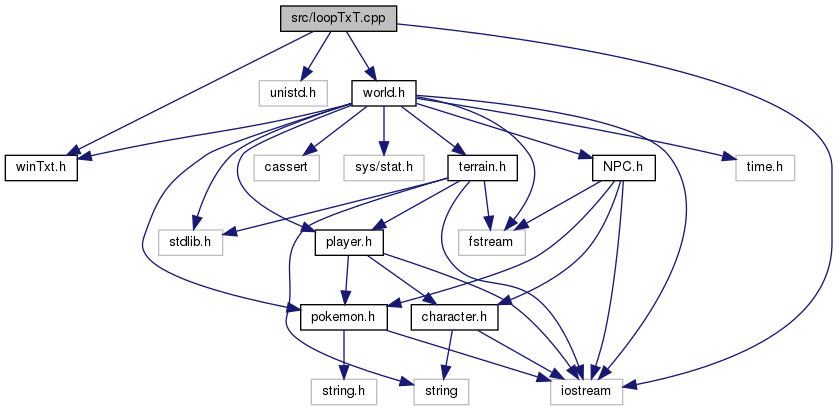 src/loopTxT.cpp
unistd.h
world.h
winTxt.h
cassert
sys/stat.h
terrain.h
NPC.h
time.h
stdlib.h
player.h
fstream
pokemon.h
character.h
string.h
string
iostream